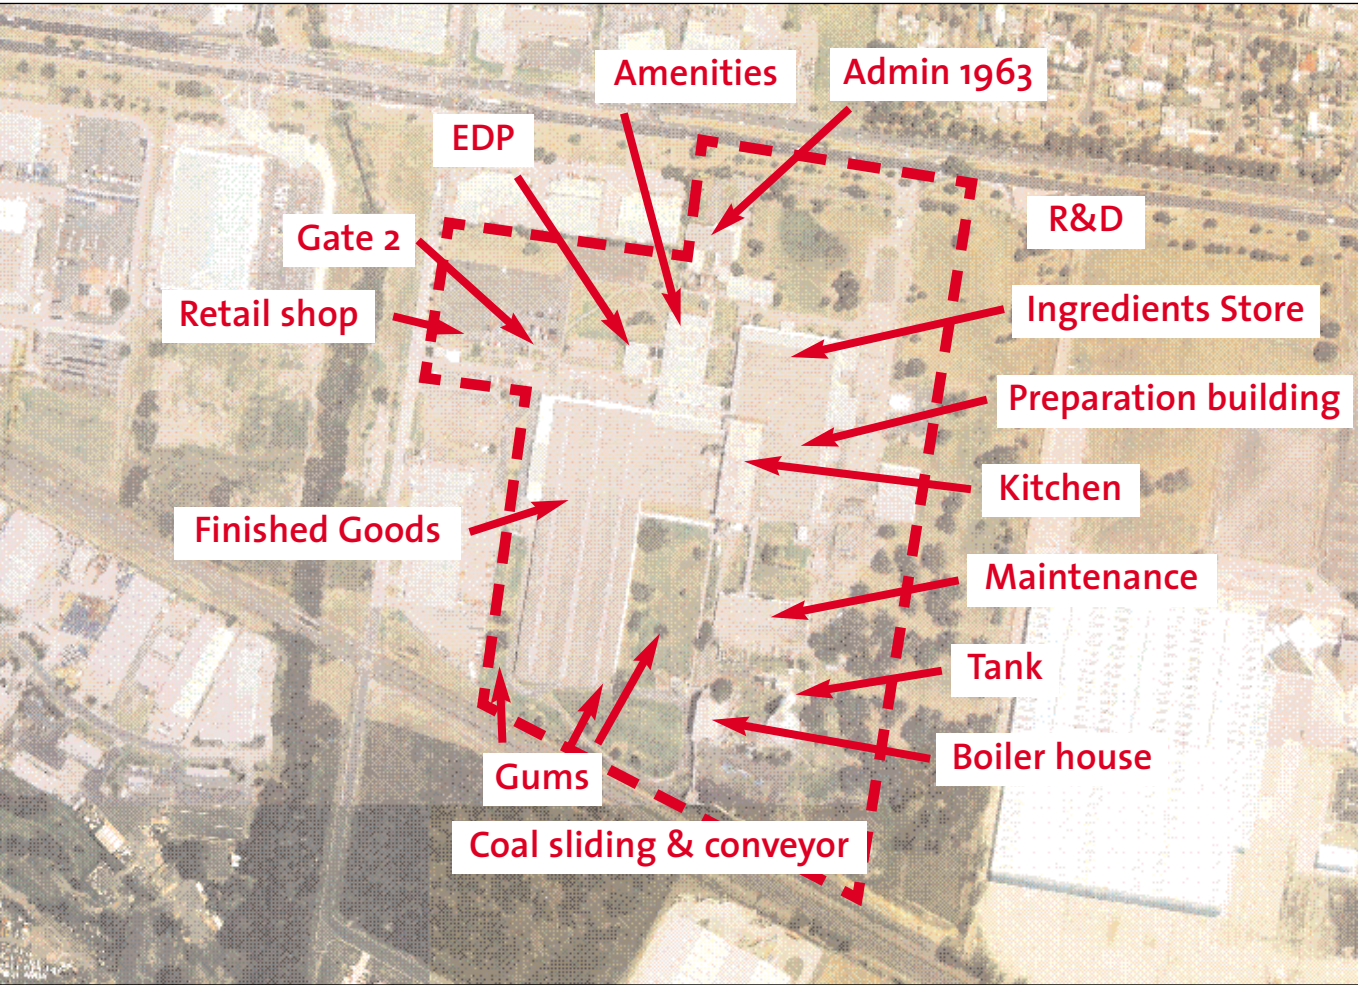 Amenities
Admin 1963
EDP
R&D
Gate 2
Retail shop
Ingredients Store
Preparation building
Kitchen
Finished Goods
Maintenance
Tank
Boiler house
Gums
Coal sliding & conveyor